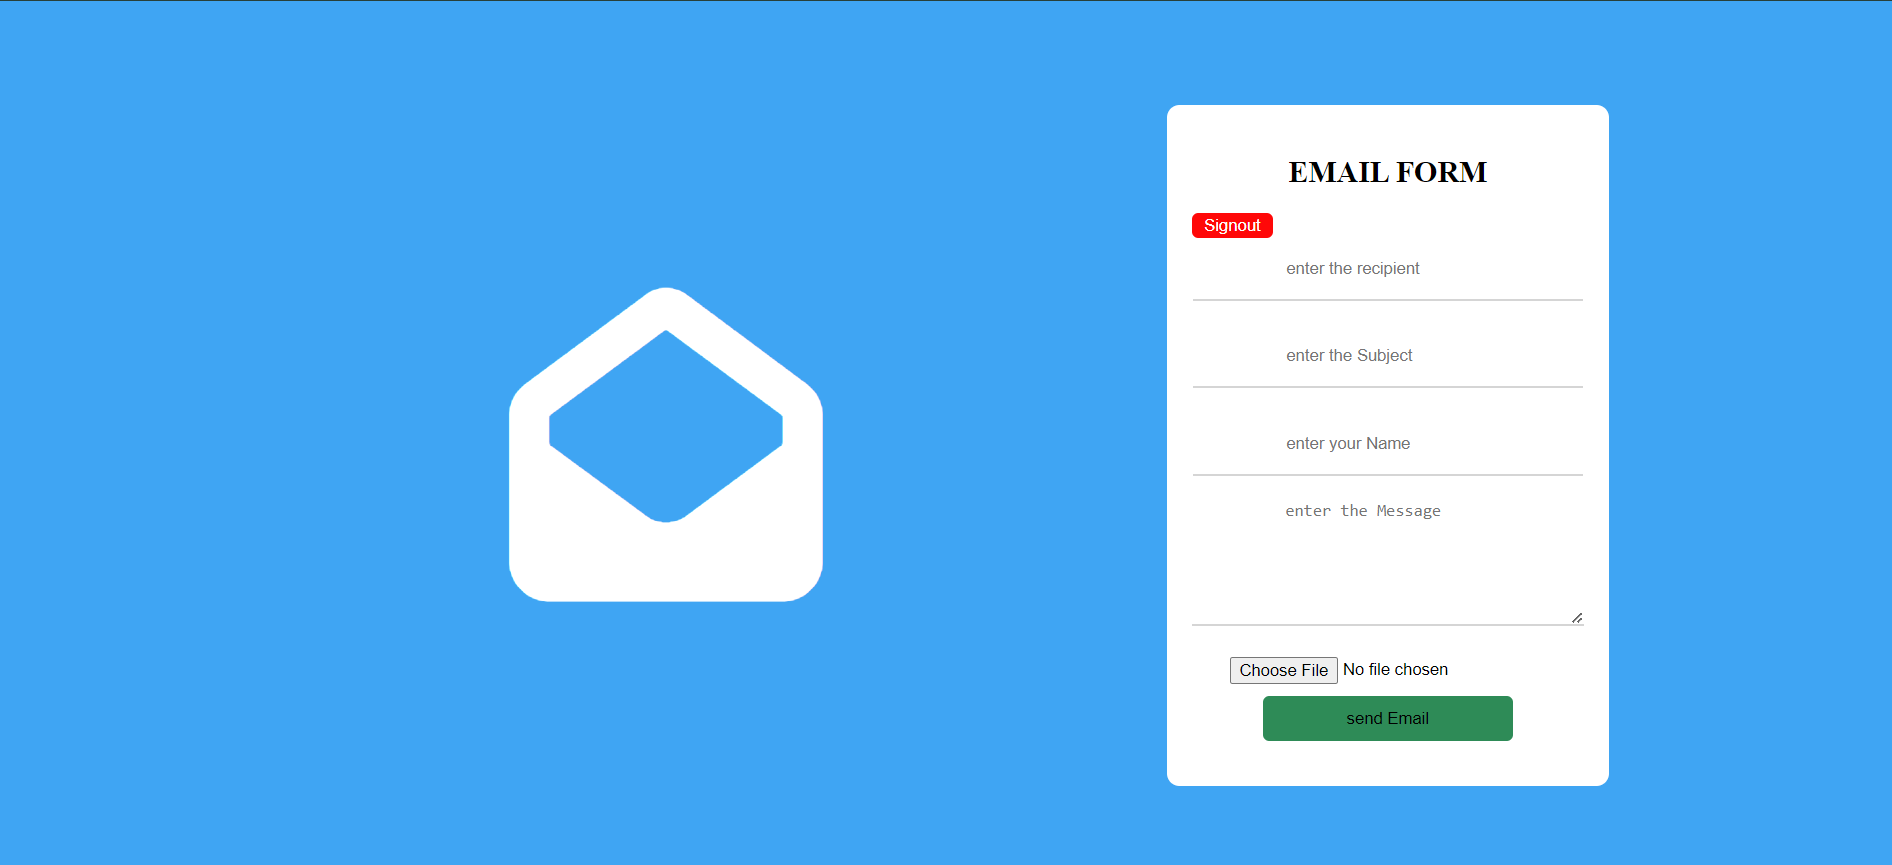 EMAIL FORM
Signout
enter the recipient
enter the Subject
enter your Name
enter the Message
Choose File No file chosen
send Email